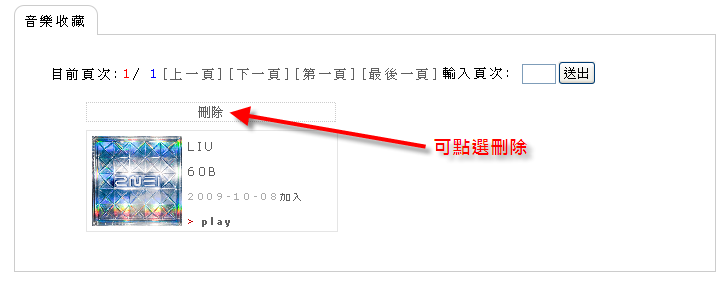 音樂收藏
目前頁次:1/ 1[上一頁][下一頁][第一頁][最後一頁]輸入頁次: 送出
刪除
可點選刪除
LIU
60B
2009-10-08加入
> play